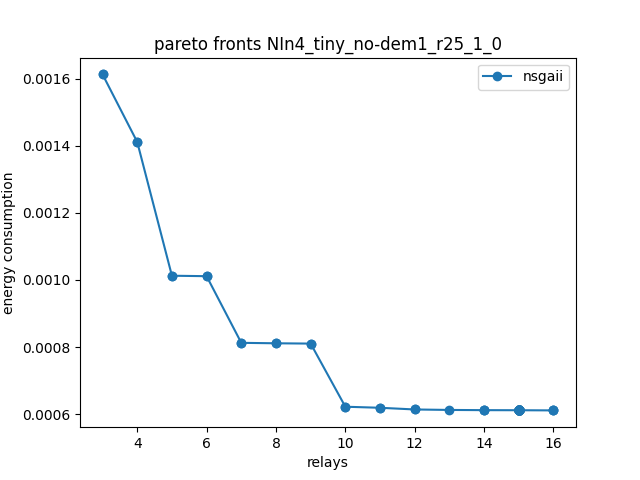 pareto fronts NIn4_tiny_no-dem1_r25_1_0
nsgaii
0.0016
0.0014
0.0012
0.0010
0.0008
0.0006
energy consumption
4 6 8 10 12 14 16
relays